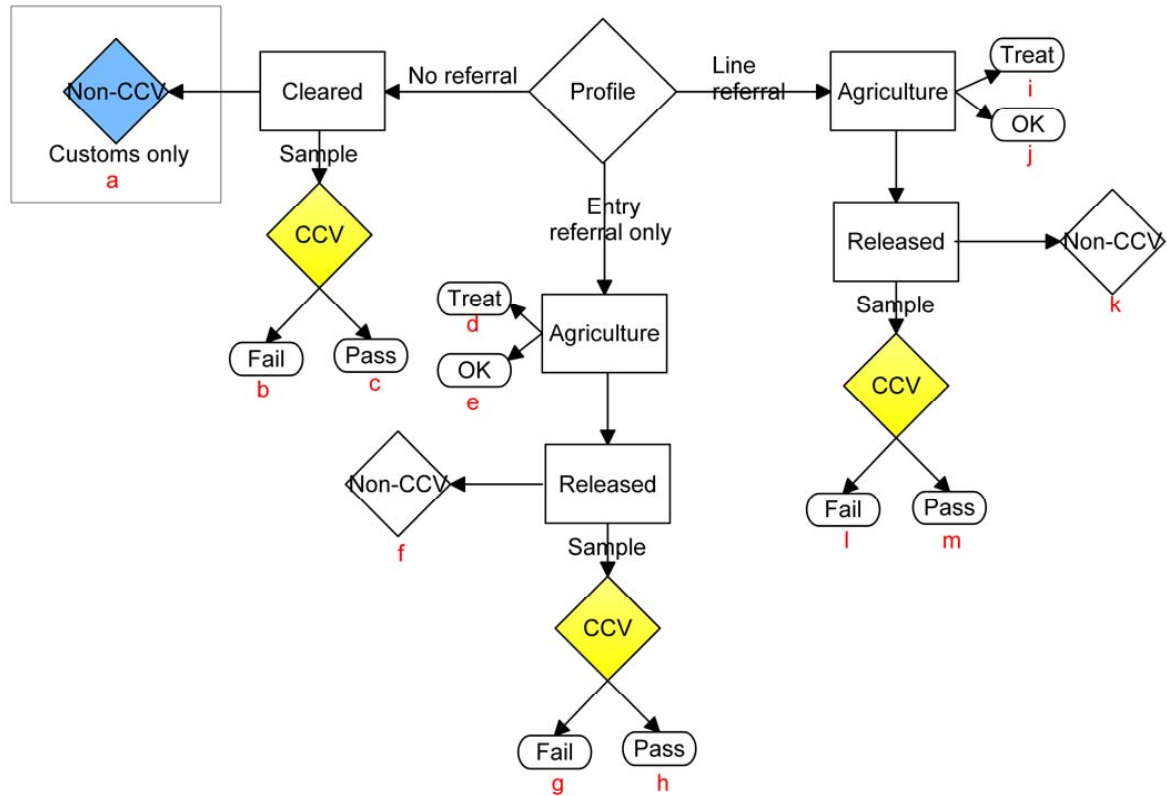 Non-CCV
Customs only
a
Cleared
No referral
Profile
Line
referral
Agriculture
Treat
i
OK
j
Sample
CCV
Fail
b
Pass
c
Entry
referral only
Treat
d
OK
e
Agriculture
Released
Non-CCV
k
Sample
CCV
Fail
l
Pass
m
Non-CCV
f
Released
Sample
CCV
Fail
g
Pass
h